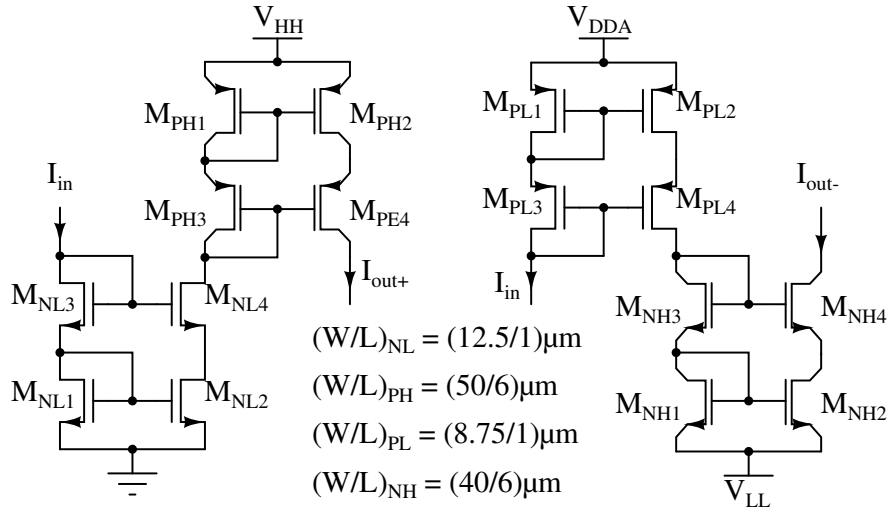 V_HH
V_DDA
M_PH1
M_PH2
M_PL1
M_PL2
I_in
M_PH3
M_PE4
M_PL3
M_PL4
I_out-
I_out+
I_in
M_NL3
M_NL4
M_NH3
M_NH4
(W/L)_NL = (12.5/1)µm
M_NL1
M_NL2
(W/L)_PH = (50/6)µm
M_NH1
M_NH2
(W/L)_PL = (8.75/1)µm
(W/L)_NH = (40/6)µm
V_LL